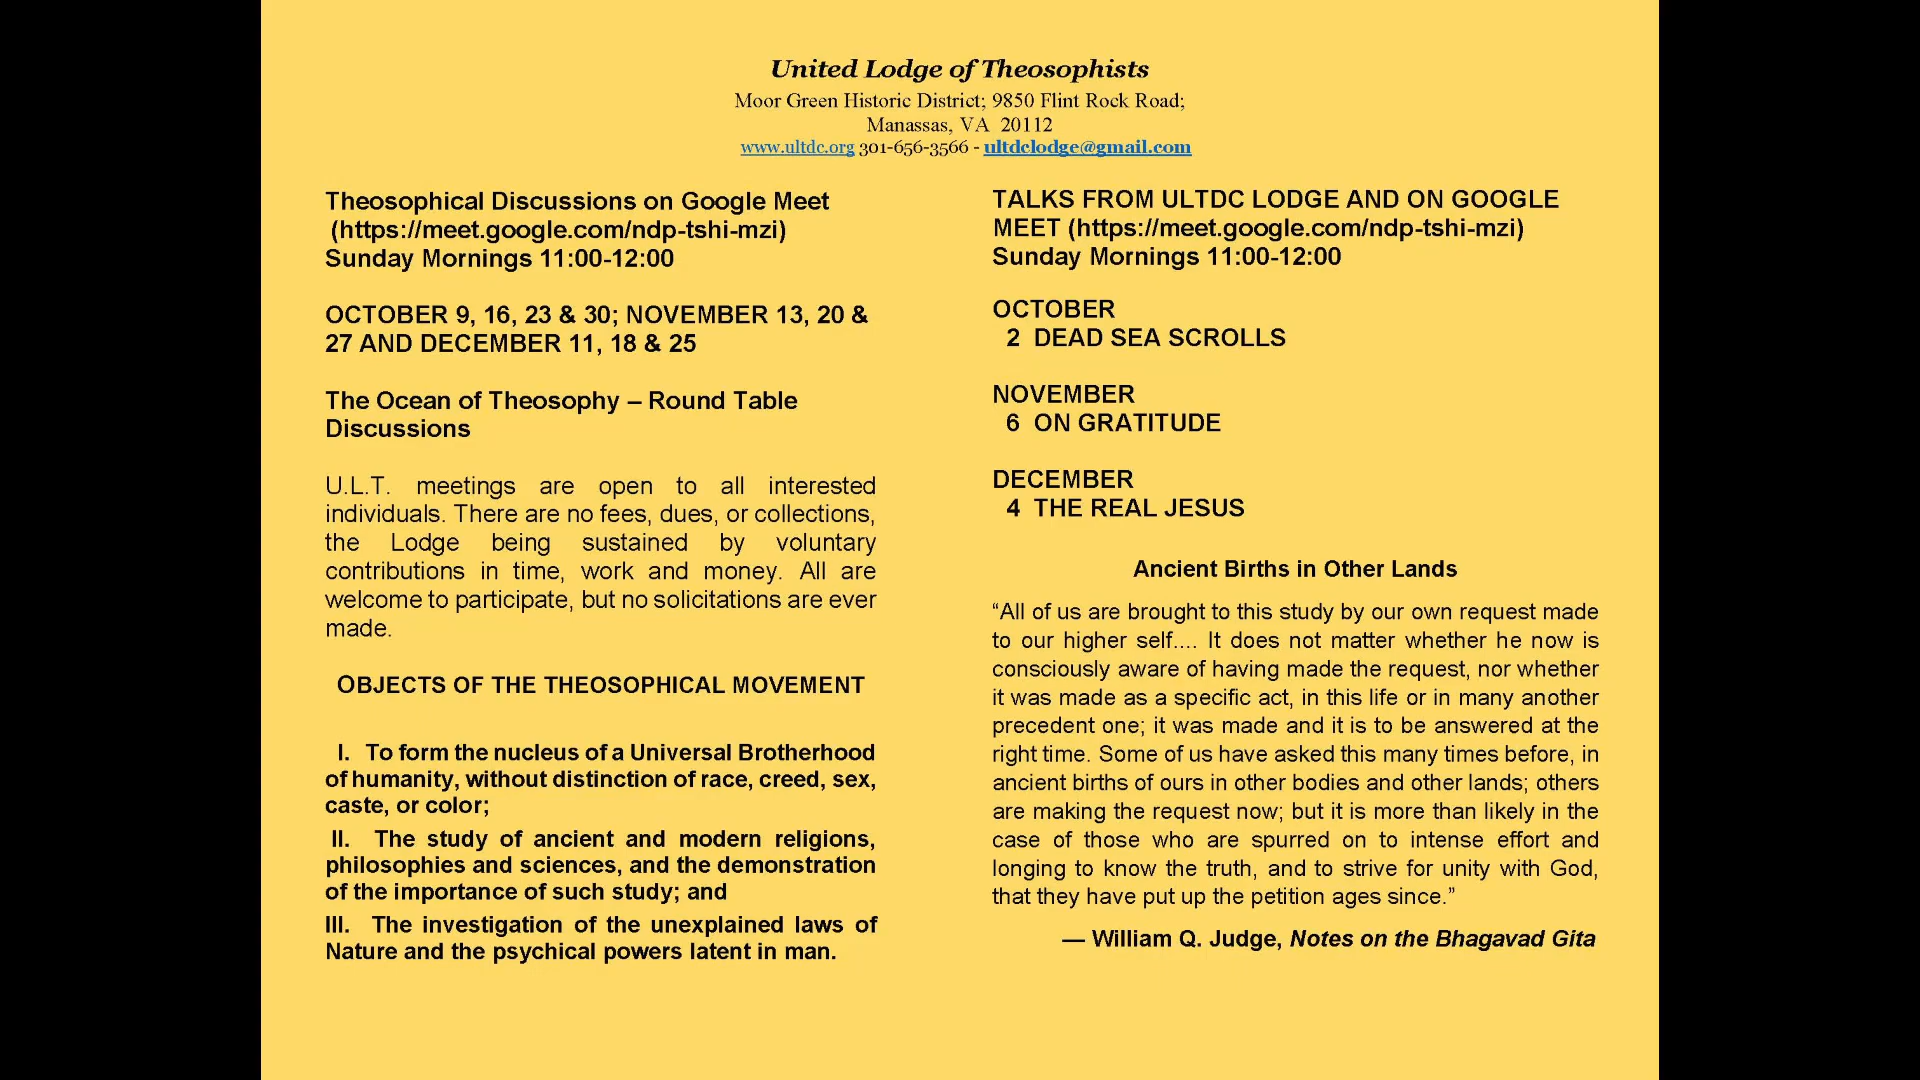 United Lodge of Theosophists
Moor Green Historic District; 9850 Flint Rock Road;
Manassas, VA 20112
www.ultdc.org 301-656-3566 - ultdclodge@gmail.com
Theosophical Discussions on Google Meet
(https://meet.google.com/ndp-tshi-mzi)
Sunday Mornings 11:00-12:00
OCTOBER 9, 16, 23 & 30; NOVEMBER 13, 20 &
27 AND DECEMBER 11, 18 & 25
The Ocean of Theosophy – Round Table
Discussions
U.L.T. meetings are open to all interested
individuals. There are no fees, dues, or collections,
the Lodge being sustained by voluntary
contributions in time, work and money. All are
welcome to participate, but no solicitations are ever
made.
OBJECTS OF THE THEOSOPHICAL MOVEMENT
I. To form the nucleus of a Universal Brotherhood
of humanity, without distinction of race, creed, sex,
caste, or color;
II. The study of ancient and modern religions,
philosophies and sciences, and the demonstration
of the importance of such study; and
III. The investigation of the unexplained laws of
Nature and the psychical powers latent in man.
TALKS FROM ULTDC LODGE AND ON GOOGLE
MEET (https://meet.google.com/ndp-tshi-mzi)
Sunday Mornings 11:00-12:00
OCTOBER
2 DEAD SEA SCROLLS
NOVEMBER
6 ON GRATITUDE
DECEMBER
4 THE REAL JESUS
Ancient Births in Other Lands
“All of us are brought to this study by our own request made
to our higher self.... It does not matter whether he now is
consciously aware of having made the request, nor whether
it was made as a specific act, in this life or in many another
precedent one; it was made and it is to be answered at the
right time. Some of us have asked this many times before, in
ancient births of ours in other bodies and other lands; others
are making the request now; but it is more than likely in the
case of those who are spurred on to intense effort and
longing to know the truth, and to strive for unity with God,
that they have put up the petition ages since.”
— William Q. Judge, Notes on the Bhagavad Gita